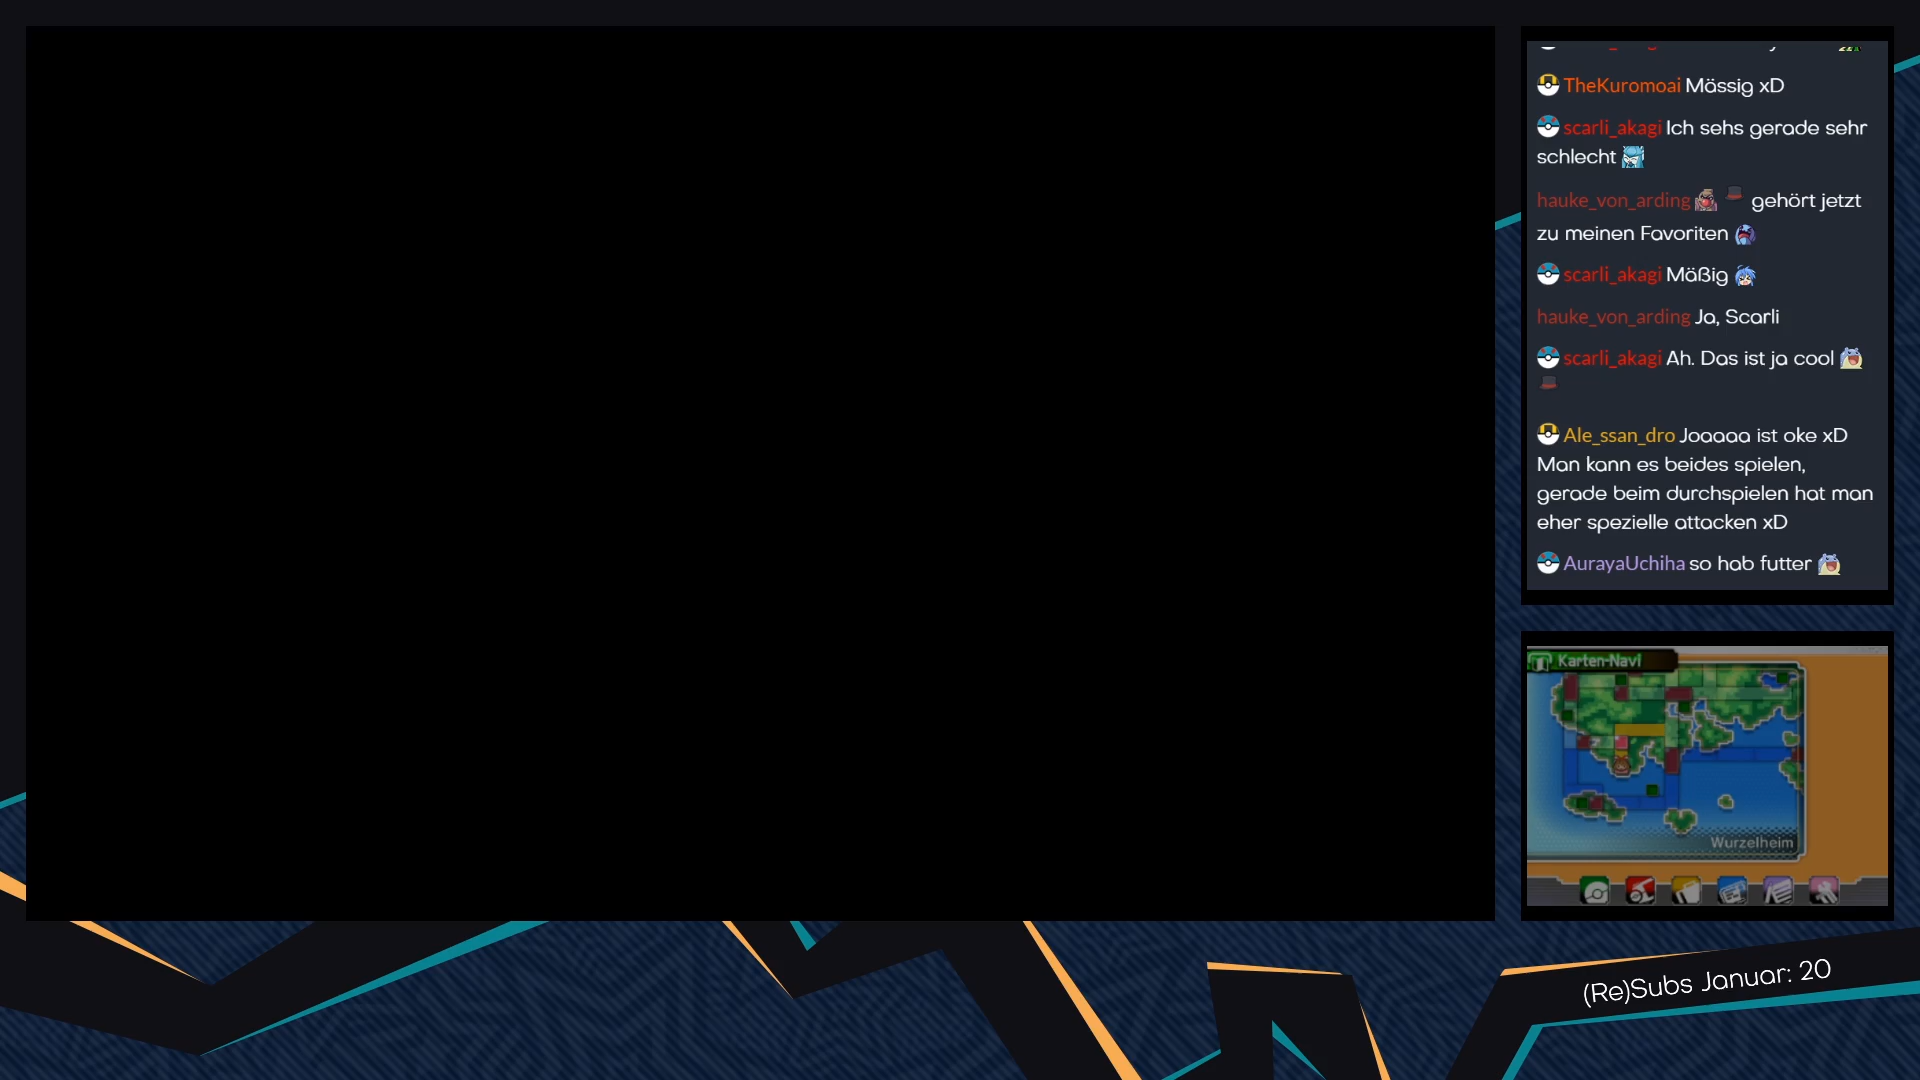 TheKuromoai Mässig xD
scarli_akagi Ich sehs gerade sehr
schlecht
hauke_von_arding gehört jetzt
zu meinen Favoriten
scarli_akagi Mäßig
hauke_von_arding Ja, Scarli
scarli_akagi Ah. Das ist ja cool
Ale_ssan_dro Joaaaa ist oke xD
Man kann es beides spielen,
gerade beim durchspielen hat man
eher spezielle attacken xD
AurayaUchiha so hab futter
Karten-Navi
Wurzelheim
(Re)Subs Januar: 20